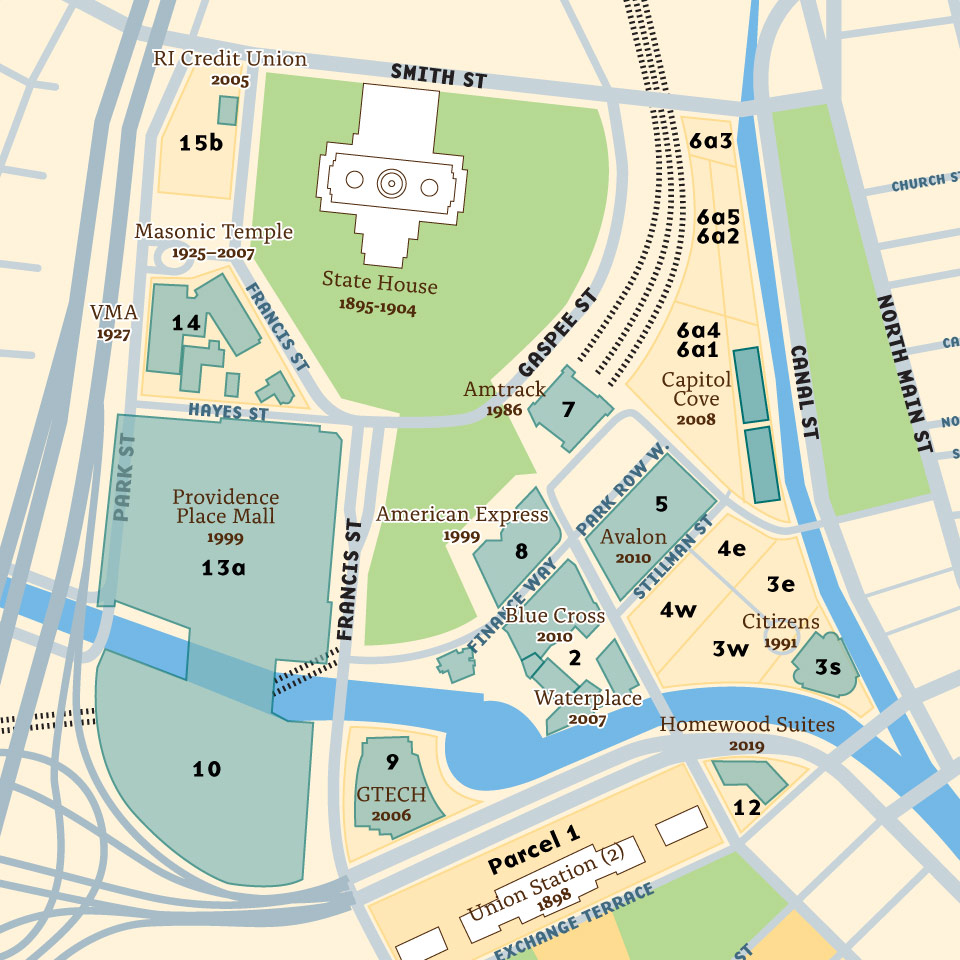 RI Credit Union
2005
SMITH ST
15b
6a3
CHURCH ST
6a5
6a2
Masonic Temple
1925–2007
State House
1895-1904
FRANCIS ST
VMA
1927
14
GASPEE ST
6a4
6a1
NORTH MAIN ST
CANAL ST
CA
Amtrack
1986
7
Capitol
Cove
2008
HAYES ST
NO
S
PARK ST
PARK ROW W.
Providence
Place Mall
1999
13a
5
Avalon
2010
American Express
1999
8
STILLMAN ST
4e
FRANCIS ST
FINANCE WAY
3e
4w
Blue Cross
2010
2
Citizens
1991
3w
3s
Waterplace
2007
Homewood Suites
2019
10
9
GTECH
2006
12
Parcel 1
Union Station (2)
1898
EXCHANGE TERRACE
ST